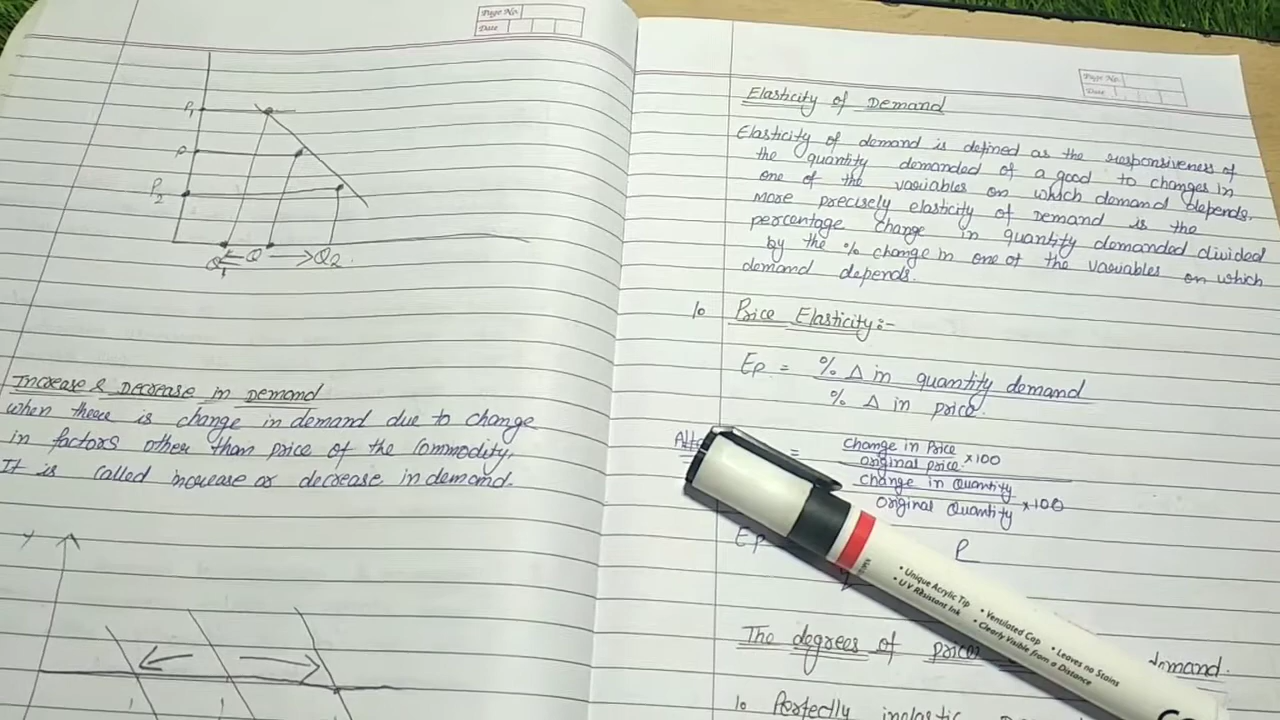 Page No.
Date
P1
P
P2
Q1 ← Q → Q2
Increase & Decrease in Demand
when there is change in demand due to change
in factors other than price of the commodity.
It is called increase or decrease in demand.
Y
Page No.
Date
Elasticity of Demand
Elasticity of demand is defined as the responsiveness of
the quantity demanded of a good to changes in
one of the variables on which demand depends.
more precisely elasticity of Demand is the
percentage change in quantity demanded divided
by the % change in one of the variables on which
demand depends.
1. Price Elasticity:-
Ep = % Δ in quantity demand
% Δ in price.
= change in Price
original price ×100
change in Quantity
original Quantity ×100
Ep
P
The degrees of price demand.
1. Perfectly inelastic
• Unique Acrylic Tip
• UV Resistant Ink
• Ventilated Cap
• Clearly Visible from a Distance
• Leaves no Stains